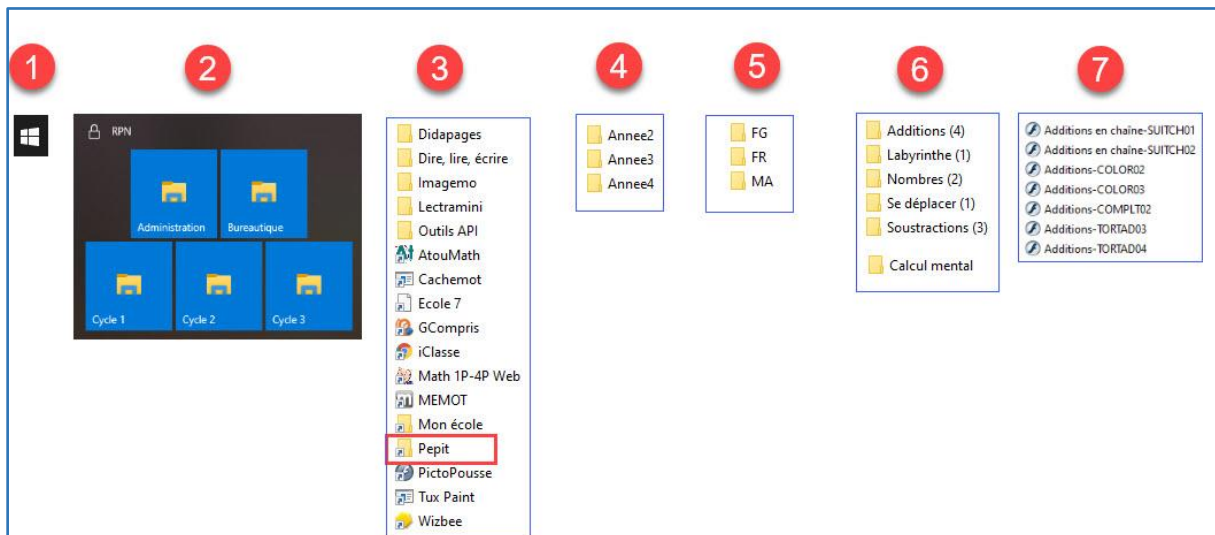 1
2
3
4
5
6
7
RPN
Administration
Bureautique
Cycle 1
Cycle 2
Cycle 3
Didapages
Dire, lire, écrire
Imagemo
Lectramini
Outils API
AtouMath
Cachemot
Ecole 7
GCompris
iClasse
Math 1P-4P Web
MEMOT
Mon école
Pepit
PictoPousse
Tux Paint
Wizbee
Annee2
Annee3
Annee4
FG
FR
MA
Additions (4)
Labyrinthe (1)
Nombres (2)
Se déplacer (1)
Soustractions (3)
Calcul mental
Additions en chaîne-SUITCH01
Additions en chaîne-SUITCH02
Additions-COLOR02
Additions-COLOR03
Additions-COMPLT02
Additions-TORTAD03
Additions-TORTAD04